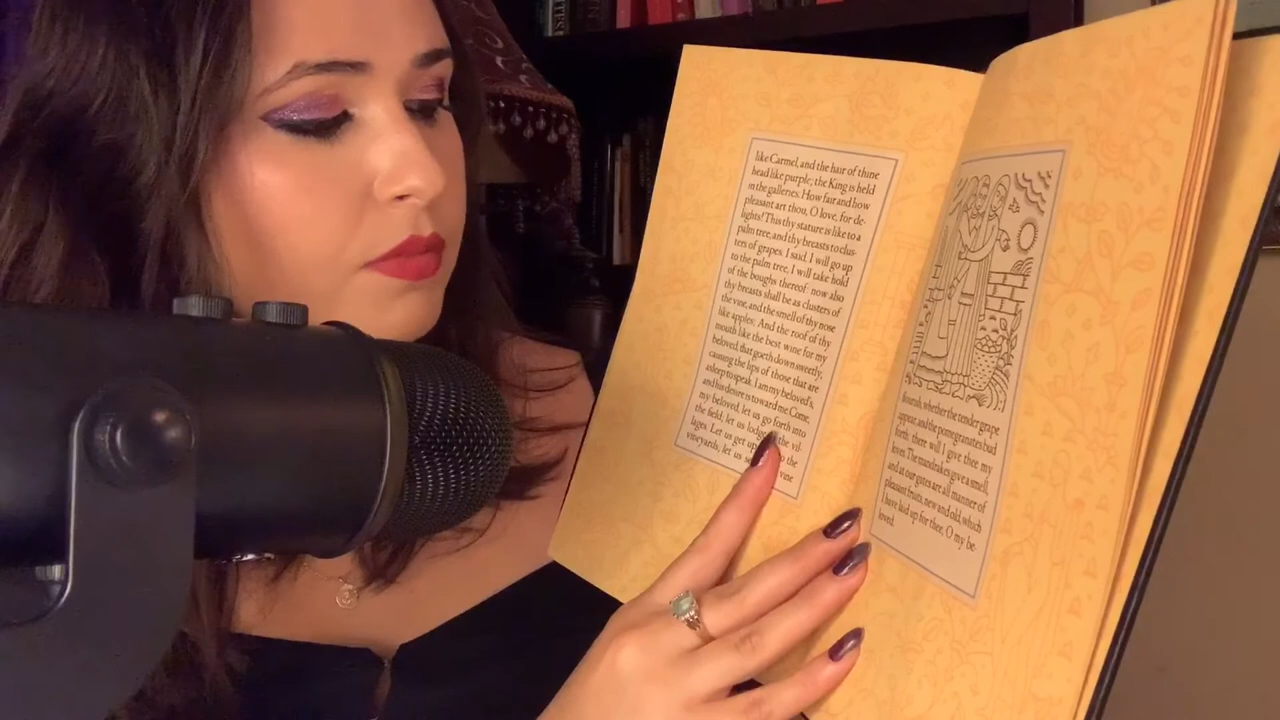 like Carmel, and the hair of thine
head like purple; the King is held
in the galleries. How fair and how
pleasant art thou, O love, for de-
lights! This thy stature is like to a
palm tree, and thy breasts to clus-
ters of grapes. I said, I will go up
to the palm tree, I will take hold
of the boughs thereof: now also
thy breasts shall be as clusters of
the vine, and the smell of thy nose
like apples; And the roof of thy
mouth like the best wine for my
beloved, that goeth down sweetly,
causing the lips of those that are
asleep to speak. I am my beloved's,
and his desire is toward me. Come,
my beloved, let us go forth into
the field; let us lodge the vil-
lages. Let us get up to the
vineyards; let us vine
flourish, whether the tender grape
appear, and the pomegranates bud
forth: there will I give thee my
loves. The mandrakes give a smell,
and at our gates are all manner of
pleasant fruits, new and old, which
I have laid up for thee, O my be-
loved.